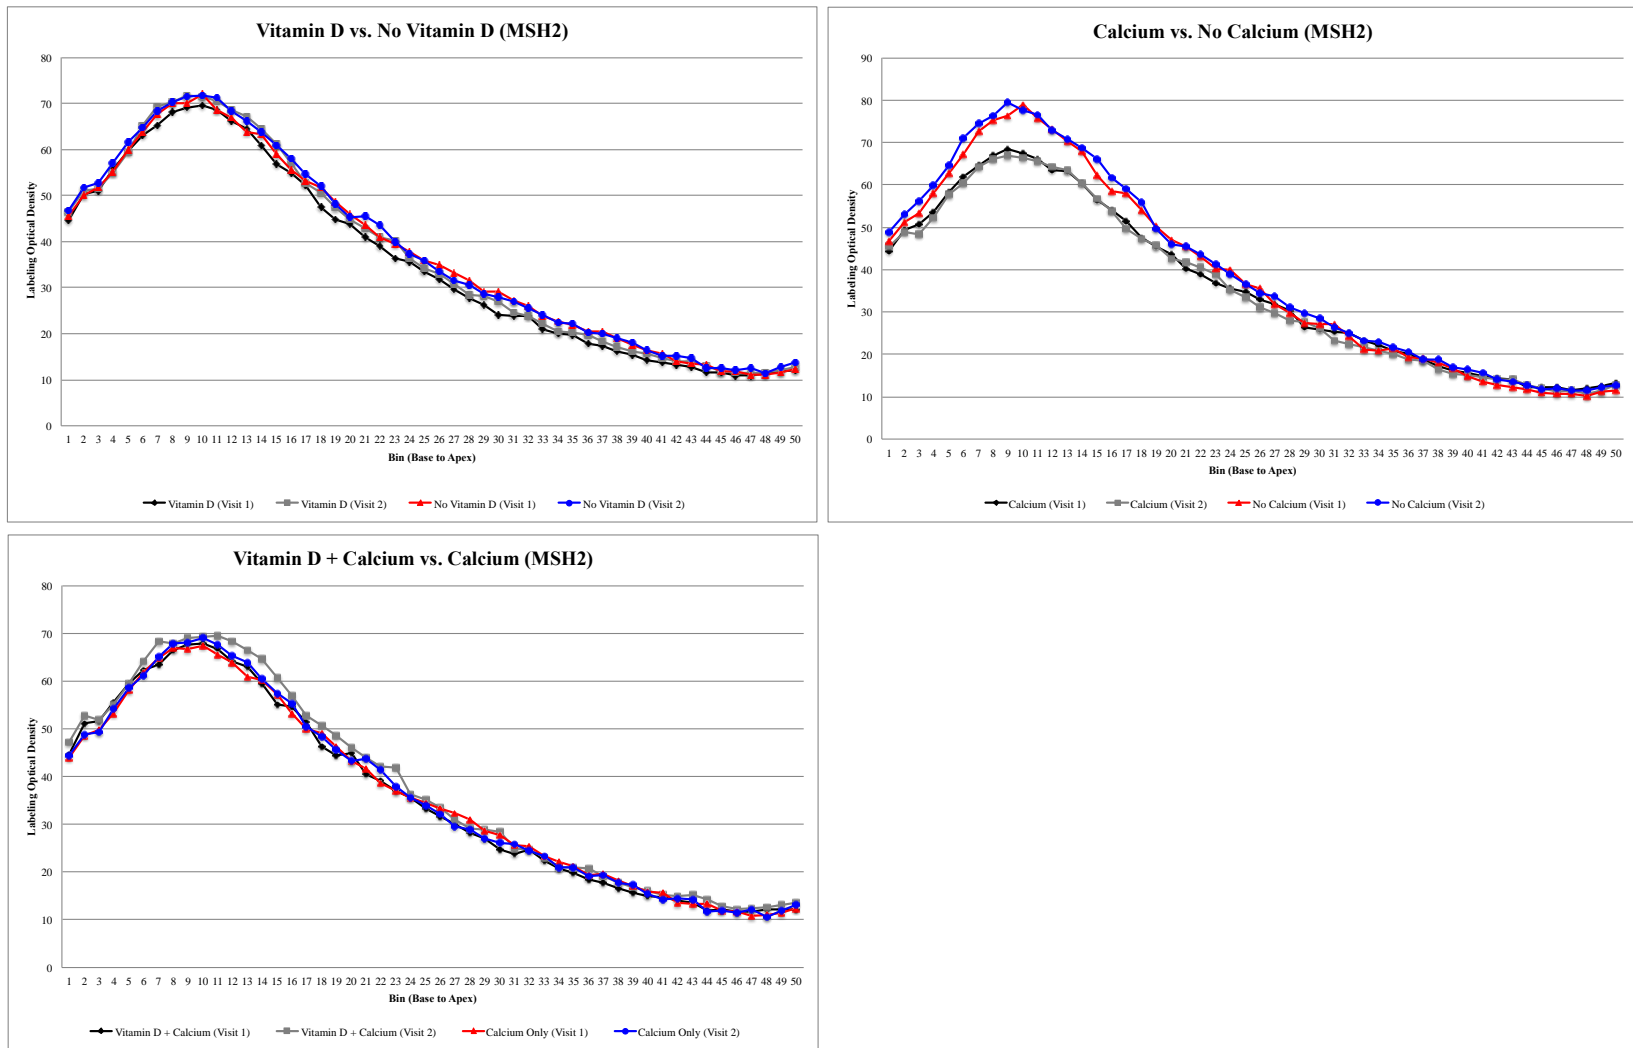 Vitamin D vs. No Vitamin D (MSH2)
80
70
60
50
40
30
20
10
0
Labeling Optical Density
1 2 3 4 5 6 7 8 9 10 11 12 13 14 15 16 17 18 19 20 21 22 23 24 25 26 27 28 29 30 31 32 33 34 35 36 37 38 39 40 41 42 43 44 45 46 47 48 49 50
Bin (Base to Apex)
Vitamin D (Visit 1) Vitamin D (Visit 2) No Vitamin D (Visit 1) No Vitamin D (Visit 2)
Calcium vs. No Calcium (MSH2)
90
80
70
60
50
40
30
20
10
0
Labeling Optical Density
1 2 3 4 5 6 7 8 9 10 11 12 13 14 15 16 17 18 19 20 21 22 23 24 25 26 27 28 29 30 31 32 33 34 35 36 37 38 39 40 41 42 43 44 45 46 47 48 49 50
Bin (Base to Apex)
Calcium (Visit 1) Calcium (Visit 2) No Calcium (Visit 1) No Calcium (Visit 2)
Vitamin D + Calcium vs. Calcium (MSH2)
80
70
60
50
40
30
20
10
0
Labeling Optical Density
1 2 3 4 5 6 7 8 9 10 11 12 13 14 15 16 17 18 19 20 21 22 23 24 25 26 27 28 29 30 31 32 33 34 35 36 37 38 39 40 41 42 43 44 45 46 47 48 49 50
Bin (Base to Apex)
Vitamin D + Calcium (Visit 1) Vitamin D + Calcium (Visit 2) Calcium Only (Visit 1) Calcium Only (Visit 2)